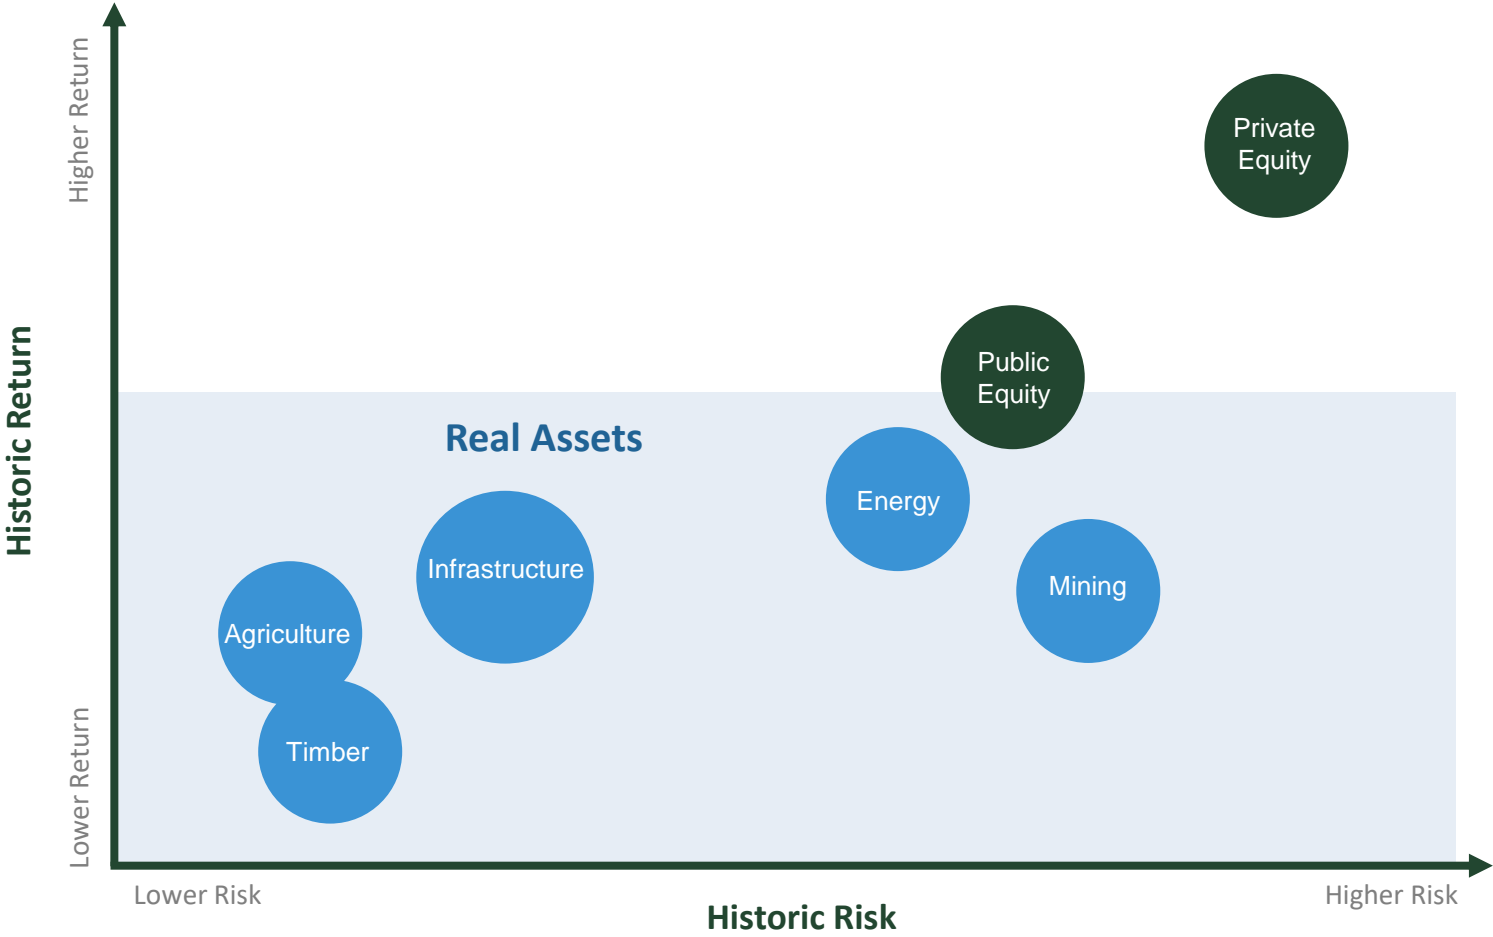 Higher Return
Private
Equity
Public
Equity
Historic Return
Real Assets
Energy
Infrastructure
Mining
Agriculture
Timber
Lower Return
Lower Risk
Higher Risk
Historic Risk